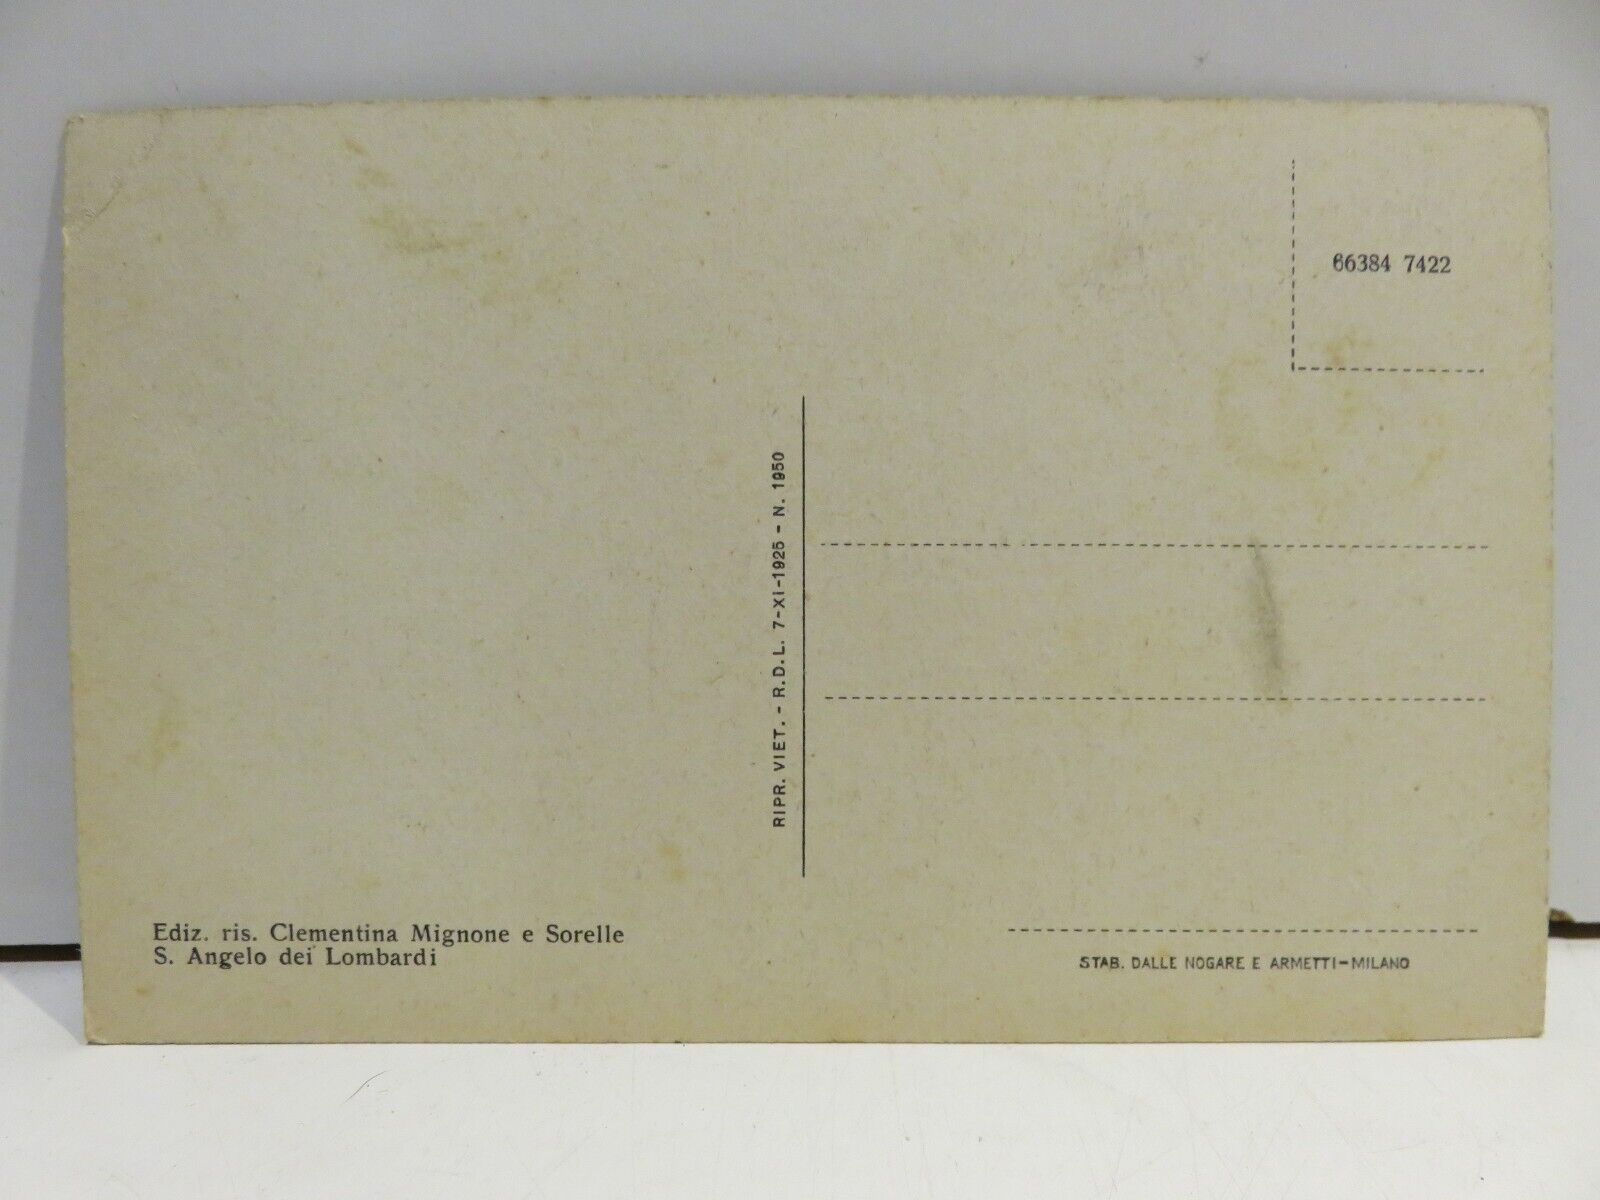 66384 7422
RIPR. VIET. - R.D.L. 7-XI-1925 - N. 1950
Ediz. ris. Clementina Mignone e Sorelle
S. Angelo dei Lombardi
STAB. DALLE NOGARE E ARMETTI-MILANO